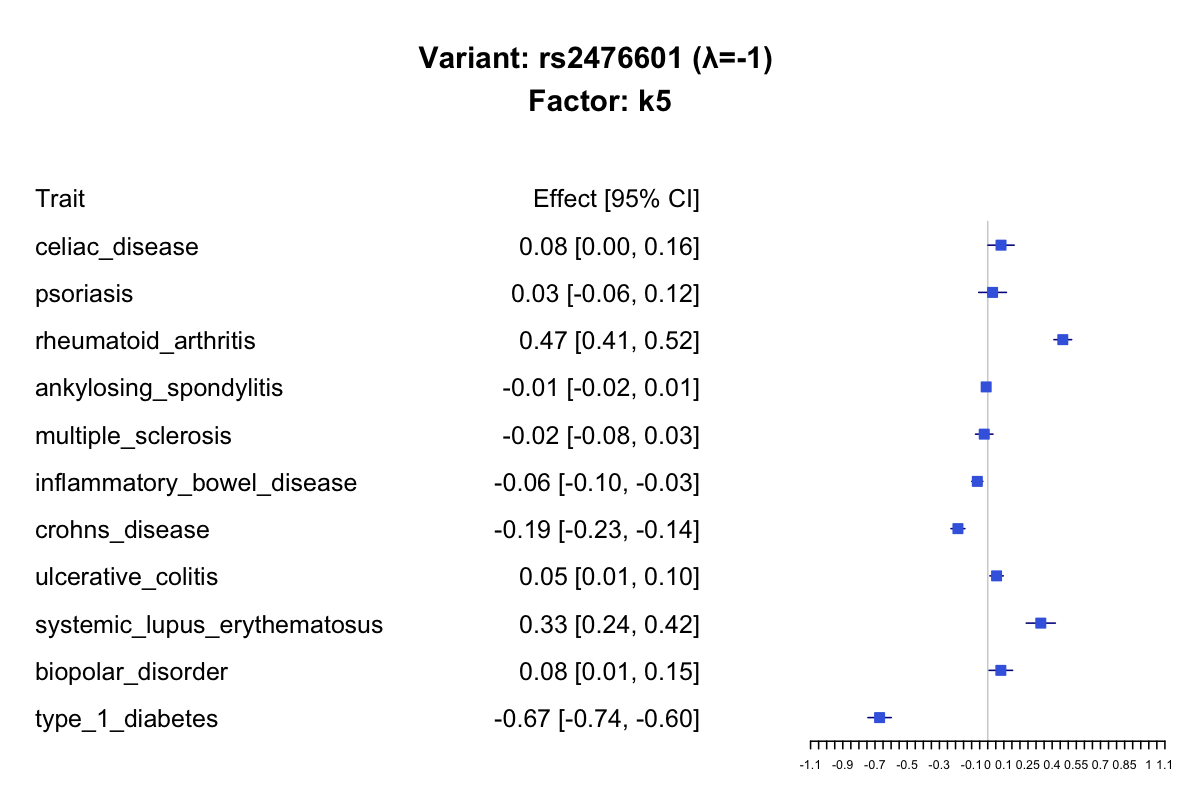 Variant: rs2476601 (λ=-1)
Factor: k5
Trait Effect [95% CI]
celiac_disease 0.08 [0.00, 0.16]
psoriasis 0.03 [-0.06, 0.12]
rheumatoid_arthritis 0.47 [0.41, 0.52]
ankylosing_spondylitis -0.01 [-0.02, 0.01]
multiple_sclerosis -0.02 [-0.08, 0.03]
inflammatory_bowel_disease -0.06 [-0.10, -0.03]
crohns_disease -0.19 [-0.23, -0.14]
ulcerative_colitis 0.05 [0.01, 0.10]
systemic_lupus_erythematosus 0.33 [0.24, 0.42]
biopolar_disorder 0.08 [0.01, 0.15]
type_1_diabetes -0.67 [-0.74, -0.60]
-1.1 -0.9 -0.7 -0.5 -0.3 -0.1 0 0.1 0.25 0.4 0.55 0.7 0.85 1 1.1